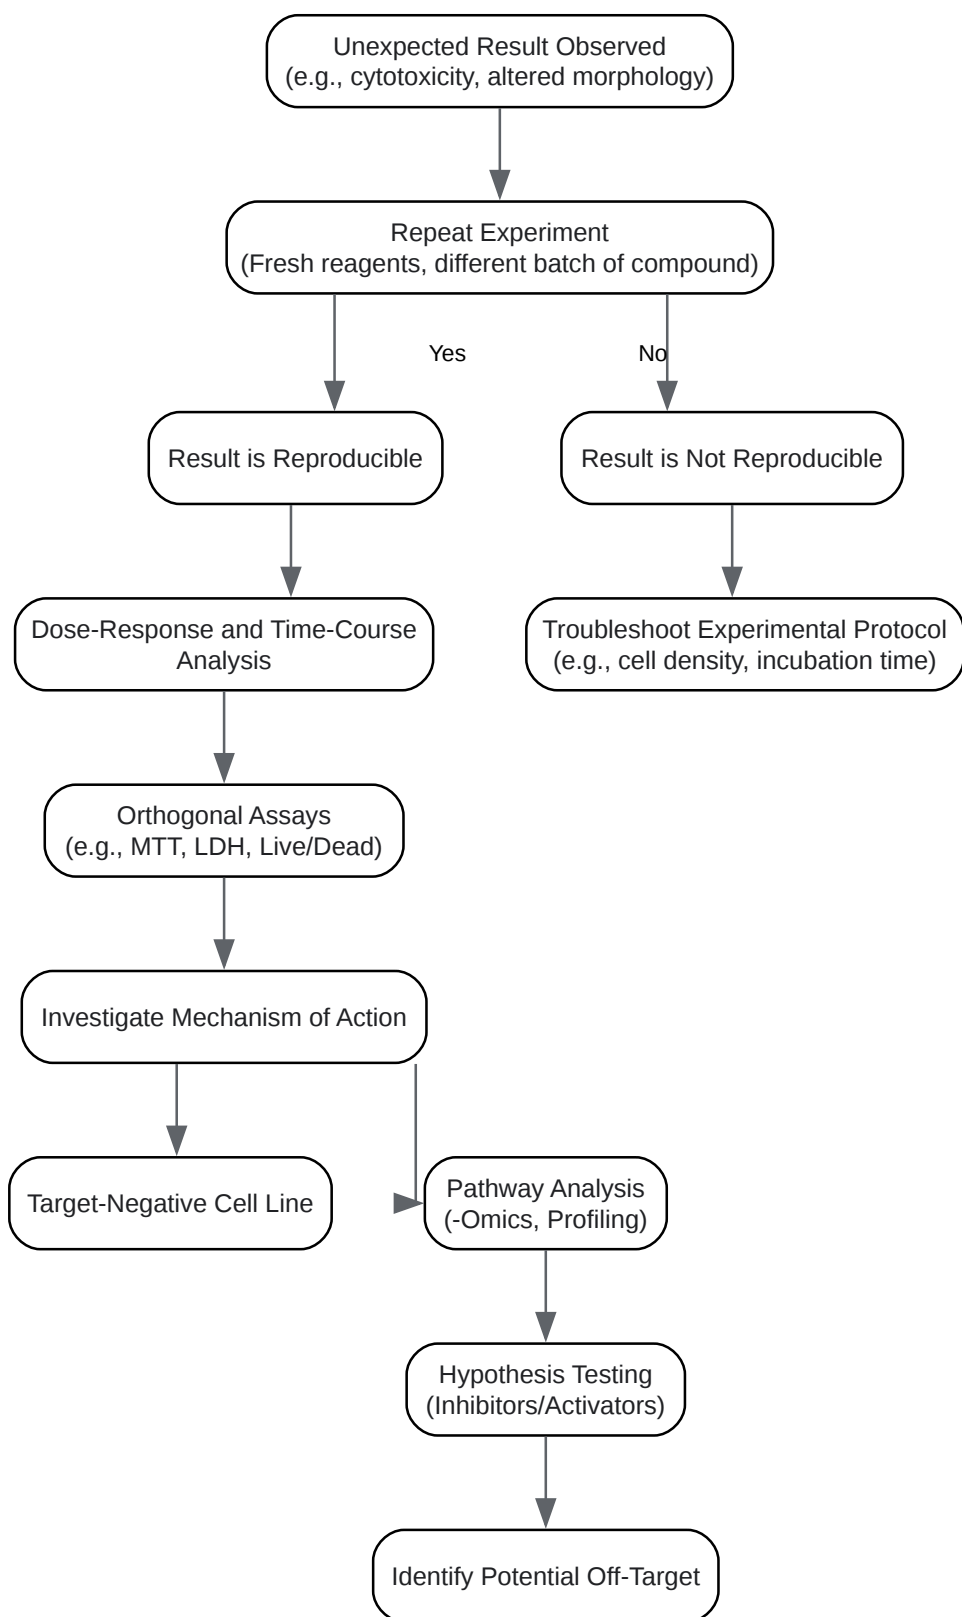 Unexpected Result Observed
(e.g., cytotoxicity, altered morphology)
Repeat Experiment
(Fresh reagents, different batch of compound)
Yes
No
Result is Reproducible
Result is Not Reproducible
Dose-Response and Time-Course
Analysis
Troubleshoot Experimental Protocol
(e.g., cell density, incubation time)
Orthogonal Assays
(e.g., MTT, LDH, Live/Dead)
Investigate Mechanism of Action
Target-Negative Cell Line
Pathway Analysis
(-Omics, Profiling)
Hypothesis Testing
(Inhibitors/Activators)
Identify Potential Off-Target